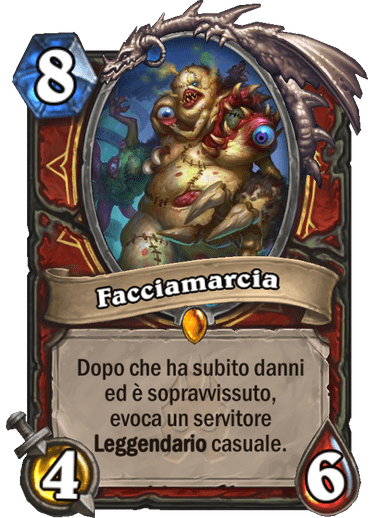 8
Facciamarcia
Dopo che ha subito danni
ed è sopravvissuto,
evoca un servitore
Leggendario casuale.
4
6